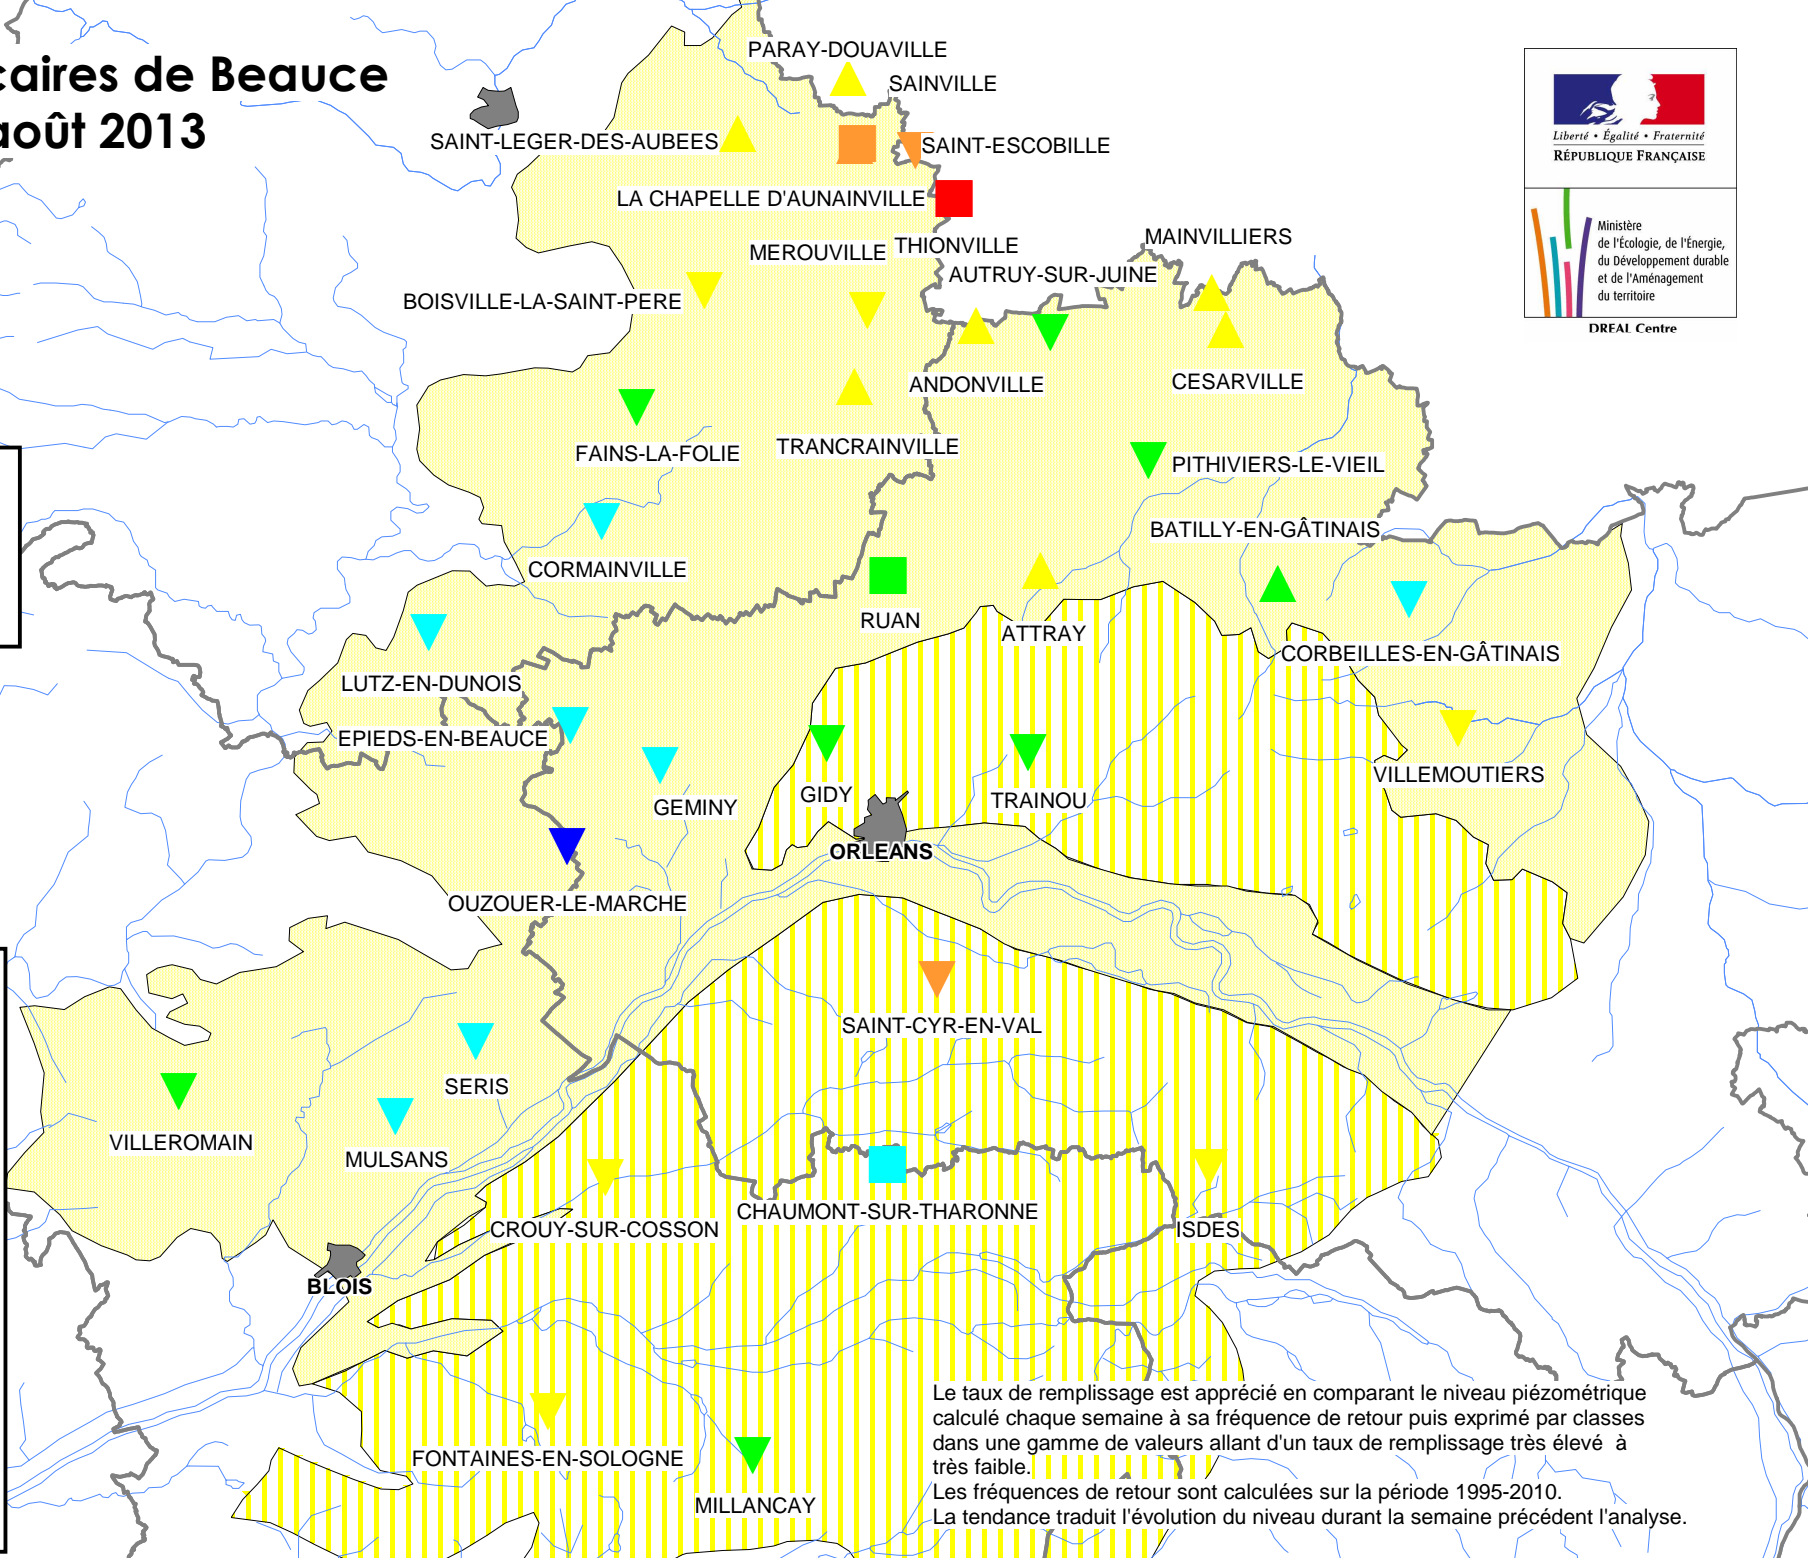 caires de Beauce
août 2013
PARAY-DOUAVILLE
SAINVILLE
SAINT-LEGER-DES-AUBEES
SAINT-ESCOBILLE
LA CHAPELLE D'AUNAINVILLE
MEROUVILLE
THIONVILLE
MAINVILLIERS
AUTRUY-SUR-JUINE
BOISVILLE-LA-SAINT-PERE
ANDONVILLE
CESARVILLE
FAINS-LA-FOLIE
TRANCRAINVILLE
PITHIVIERS-LE-VIEIL
BATILLY-EN-GÂTINAIS
CORMAINVILLE
RUAN
ATTRAY
CORBEILLES-EN-GÂTINAIS
LUTZ-EN-DUNOIS
EPIEDS-EN-BEAUCE
GEMINY
GIDY
TRAINOU
VILLEMOUTIERS
ORLEANS
OUZOUER-LE-MARCHE
SAINT-CYR-EN-VAL
SERIS
VILLEROMAIN
MULSANS
CROUY-SUR-COSSON
CHAUMONT-SUR-THARONNE
ISDES
BLOIS
FONTAINES-EN-SOLOGNE
MILLANCAY
Liberté • Égalité • Fraternité
RÉPUBLIQUE FRANÇAISE
Ministère
de l'Écologie, de l'Énergie,
du Développement durable
et de l'Aménagement
du territoire
DREAL Centre
Le taux de remplissage est apprécié en comparant le niveau piézométrique
calculé chaque semaine à sa fréquence de retour puis exprimé par classes
dans une gamme de valeurs allant d'un taux de remplissage très élevé à
très faible.
Les fréquences de retour sont calculées sur la période 1995-2010.
La tendance traduit l'évolution du niveau durant la semaine précédent l'analyse.